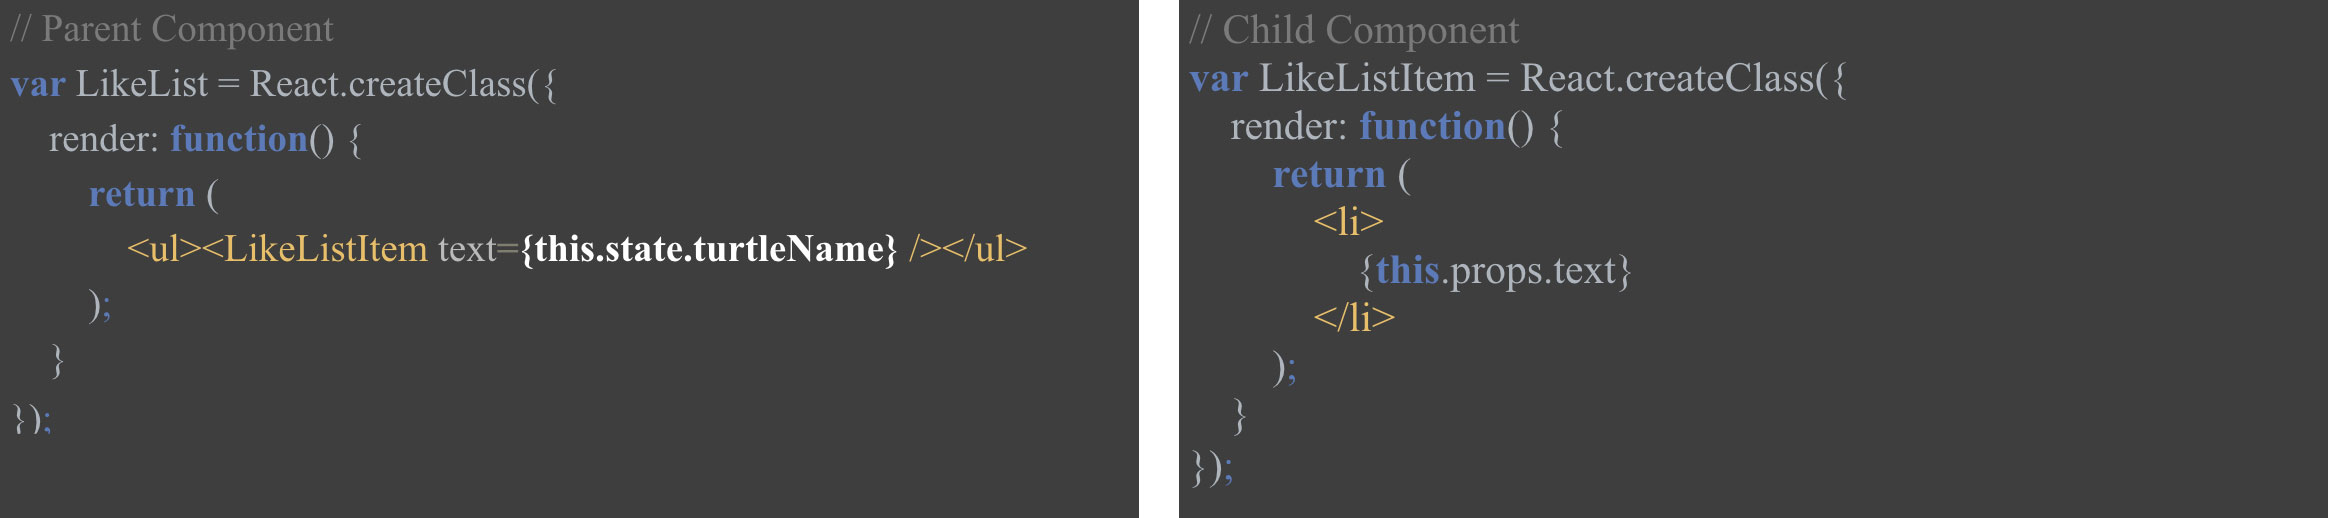 // Parent Component
var LikeList = React.createClass({
render: function() {
return (
<ul><LikeListItem text={this.state.turtleName} /></ul>
);
}
});
// Child Component
var LikeListItem = React.createClass({
render: function() {
return (
<li>
{this.props.text}
</li>
);
}
});